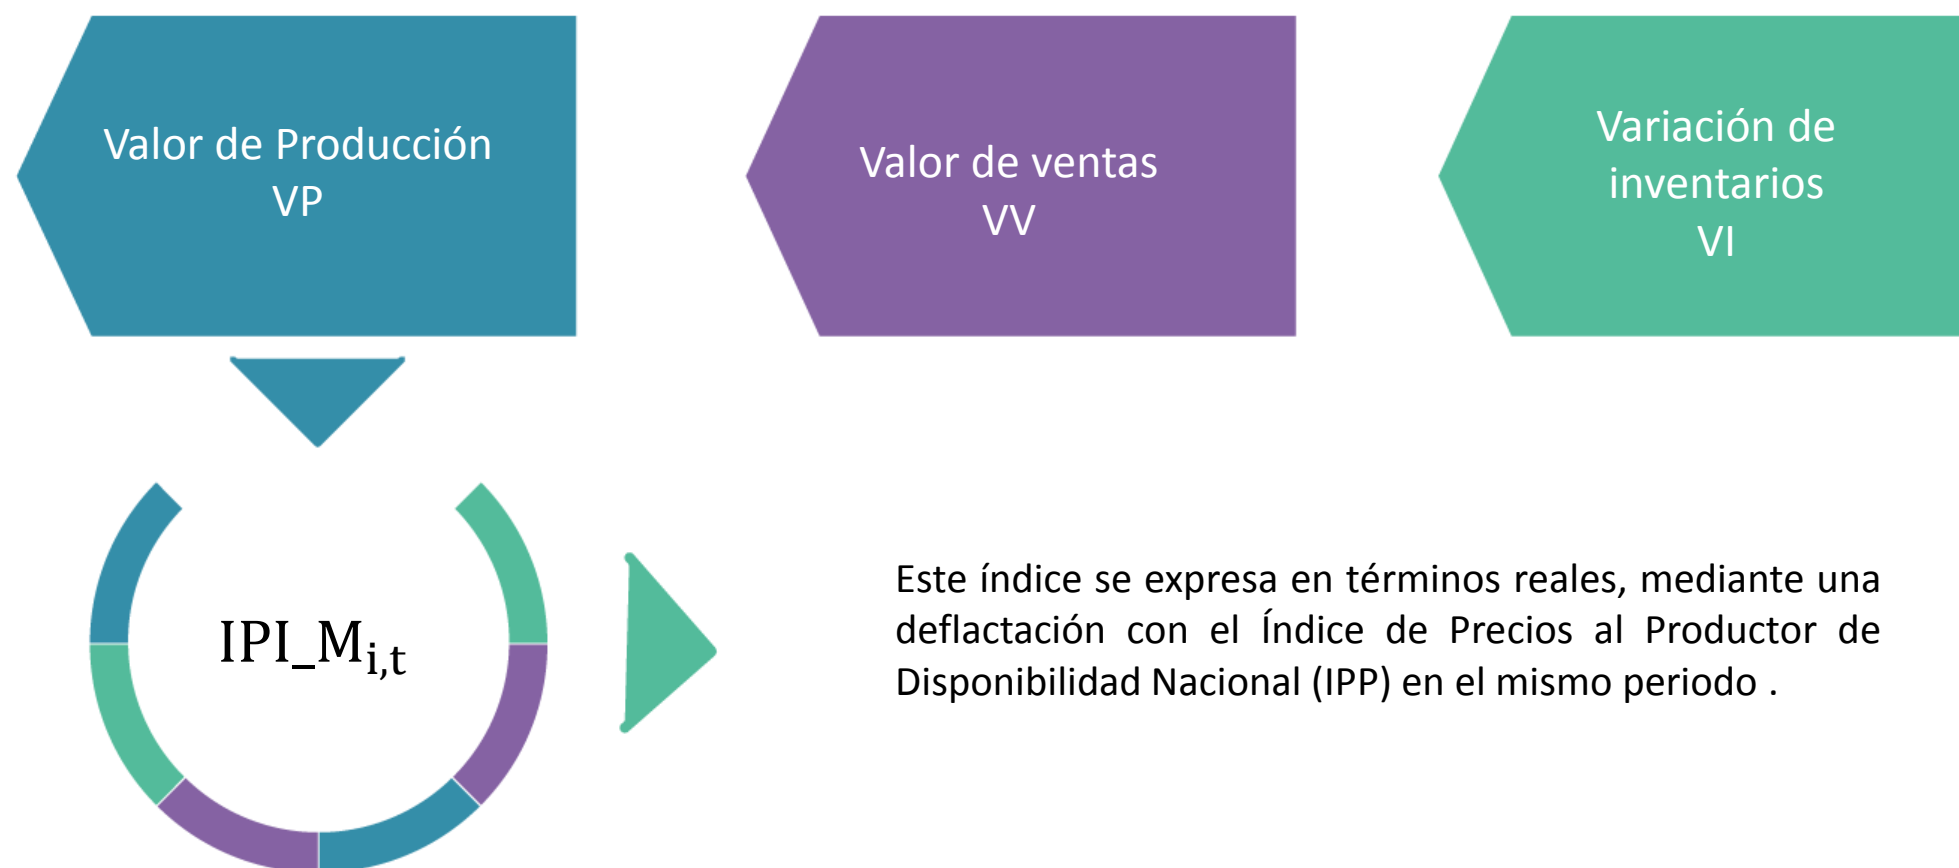 Valor de Producción
VP
Valor de ventas
VV
Variación de
inventarios
VI
IPI_Mi,t
Este índice se expresa en términos reales, mediante una
deflactación con el Índice de Precios al Productor de
Disponibilidad Nacional (IPP) en el mismo periodo .